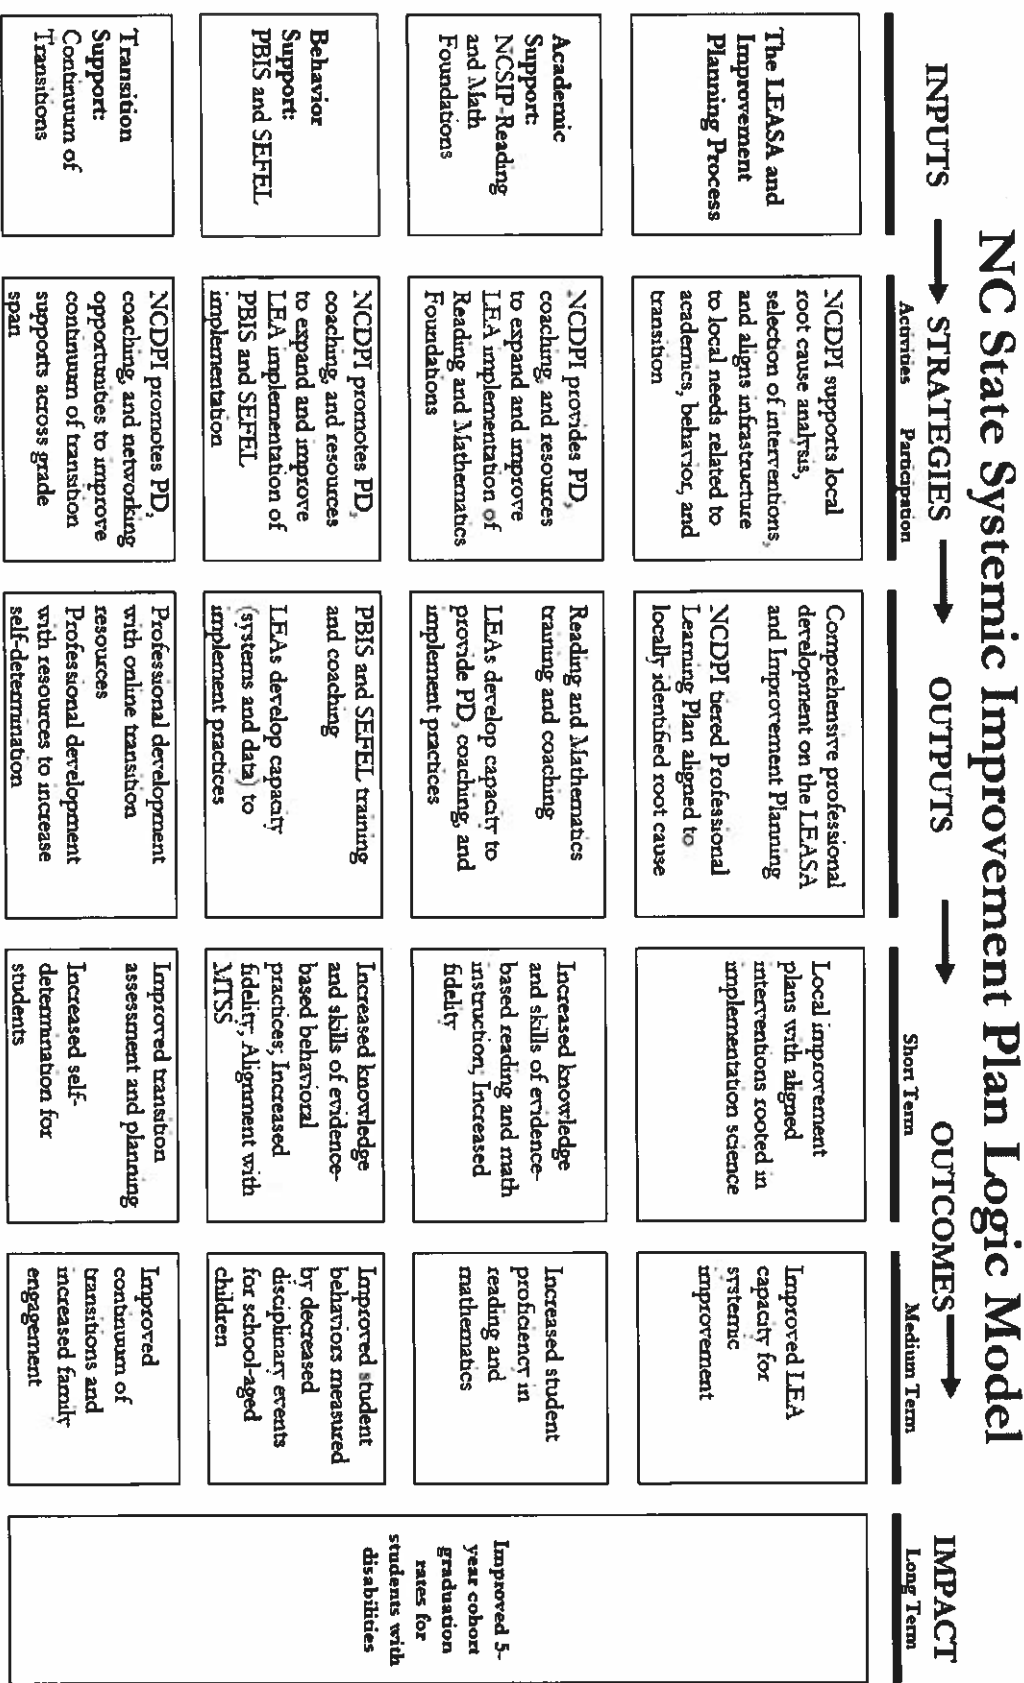 NC State Systemic Improvement Plan Logic Model
INPUTS
STRATEGIES
OUTPUTS
OUTCOMES
IMPACT
Activities
Participation
Short Term
Medium Term
Long Term
The LEASA and
Improvement
Planning Process
NCDPI supports local
root cause analysis,
selection of interventions,
and aligns infrastructure
to local needs related to
academics, behavior, and
transition
Comprehensive professional
development on the LEASA
and Improvement Planning
NCDPI tiered Professional
Learning Plan aligned to
locally identified root cause
Local improvement
plans with aligned
interventions rooted in
implementation science
Improved LEA
capacity for
systemic
improvement
Academic
Support:
NCSIP-Reading
and Math
Foundations
NCDPI provides PD,
coaching, and resources
to expand and improve
LEA implementation of
Reading and Mathematics
Foundations
Reading and Mathematics
training and coaching
LEAs develop capacity to
provide PD, coaching, and
implement practices
Increased knowledge
and skills of evidence-
based reading and math
instruction; Increased
fidelity
Increased student
proficiency in
reading and
mathematics
Behavior
Support:
PBIS and SEFEL
NCDPI promotes PD,
coaching, and resources
to expand and improve
LEA implementation of
PBIS and SEFEL
implementation
PBIS and SEFEL training
and coaching
LEAs develop capacity
(systems and data) to
implement practices
Increased knowledge
and skills of evidence-
based behavioral
practices; Increased
fidelity; Alignment with
MTSS
Improved student
behaviors measured
by decreased
disciplinary events
for school-aged
children
Transition
Support:
Continuum of
Transitions
NCDPI promotes PD,
coaching, and networking
opportunities to improve
continuum of transition
supports across grade
span
Professional development
with online transition
resources
Professional development
with resources to increase
self-determination
Improved transition
assessment and planning
Increased self-
determination for
students
Improved
continuum of
transitions and
increased family
engagement
Improved 5-
year cohort
graduation
rates for
students with
disabilities